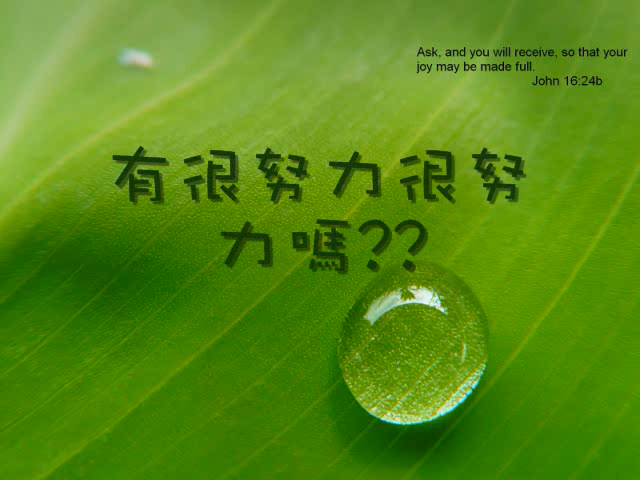 Ask, and you will receive, so that your
joy may be made full.
John 16:24b
有很努力很努
力嗎??